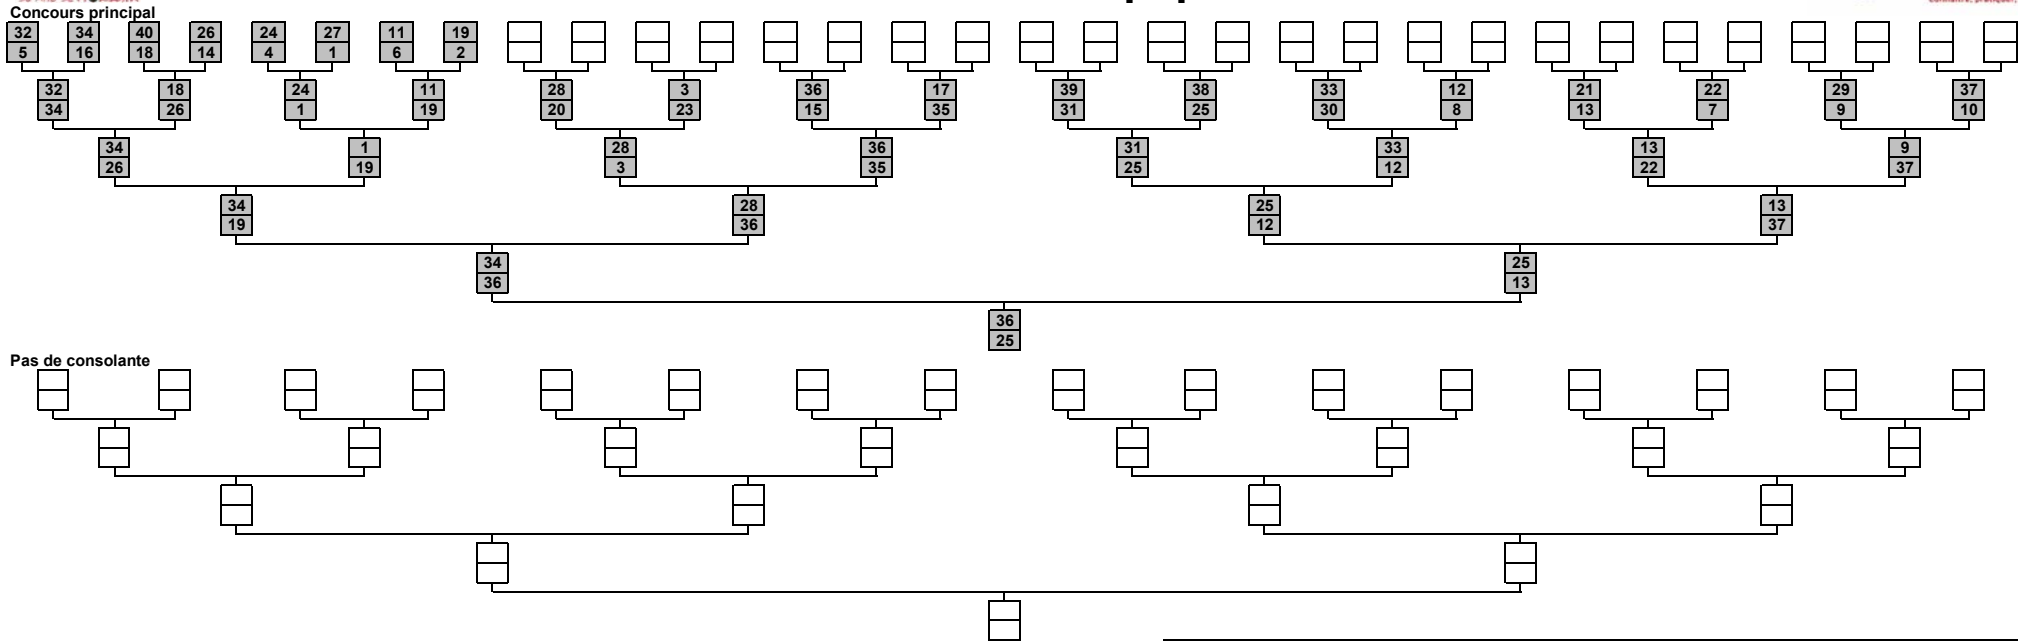 Concours principal
32 34 40 26 24 27 11 19
5 16 18 14 4 1 6 2
32 18 24 11 28 3 36 17 39 38 33 12 21 22 29 37
34 26 1 19 20 23 15 35 31 25 30 8 13 7 9 10
34 1 28 36 31 33 13 9
26 19 3 35 25 12 22 37
34 28 25 13
19 36 12 37
34 25
36 13
36
25
Pas de consolante